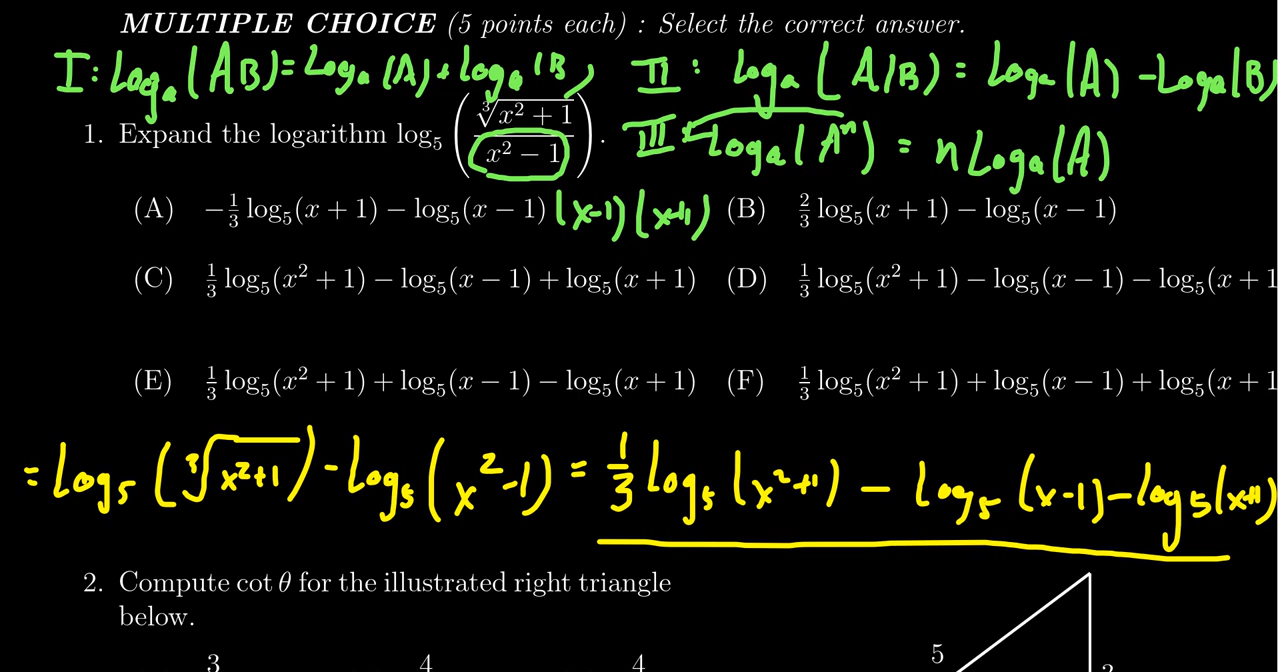 MULTIPLE CHOICE (5 points each) : Select the correct answer.
I: Logₐ(AB)=Logₐ(A)+Logₐ(B) II: Logₐ(A/B) = Logₐ(A) - Logₐ(B)
1. Expand the logarithm log₅ (∛(x² + 1) / (x² − 1)). III: Logₐ(Aⁿ) = nLogₐ(A)
(A) −1/3 log₅(x + 1) − log₅(x − 1) (x-1)(x+1) (B) 2/3 log₅(x + 1) − log₅(x − 1)
(C) 1/3 log₅(x² + 1) − log₅(x − 1) + log₅(x + 1) (D) 1/3 log₅(x² + 1) − log₅(x − 1) − log₅(x + 1
(E) 1/3 log₅(x² + 1) + log₅(x − 1) − log₅(x + 1) (F) 1/3 log₅(x² + 1) + log₅(x − 1) + log₅(x + 1
= Log₅(∛(x²+1)) - Log₅(x²-1) = 1/3 Log₅(x²+1) - Log₅(x-1) - log₅(x+1)
2. Compute cot θ for the illustrated right triangle
below.
5
3 4 4